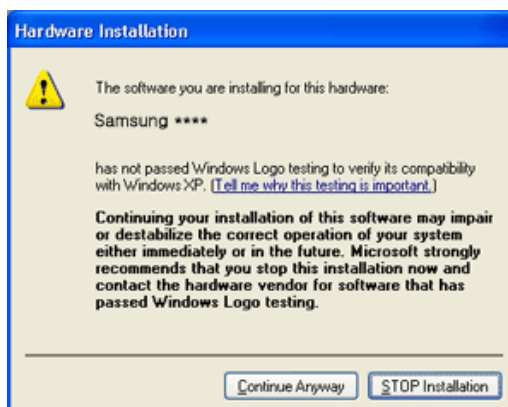 Hardware Installation
The software you are installing for this hardware:
Samsung ****
has not passed Windows Logo testing to verify its compatibility
with Windows XP. (Tell me why this testing is important.)
Continuing your installation of this software may impair
or destabilize the correct operation of your system
either immediately or in the future. Microsoft strongly
recommends that you stop this installation now and
contact the hardware vendor for software that has
passed Windows Logo testing.
Continue Anyway
STOP Installation